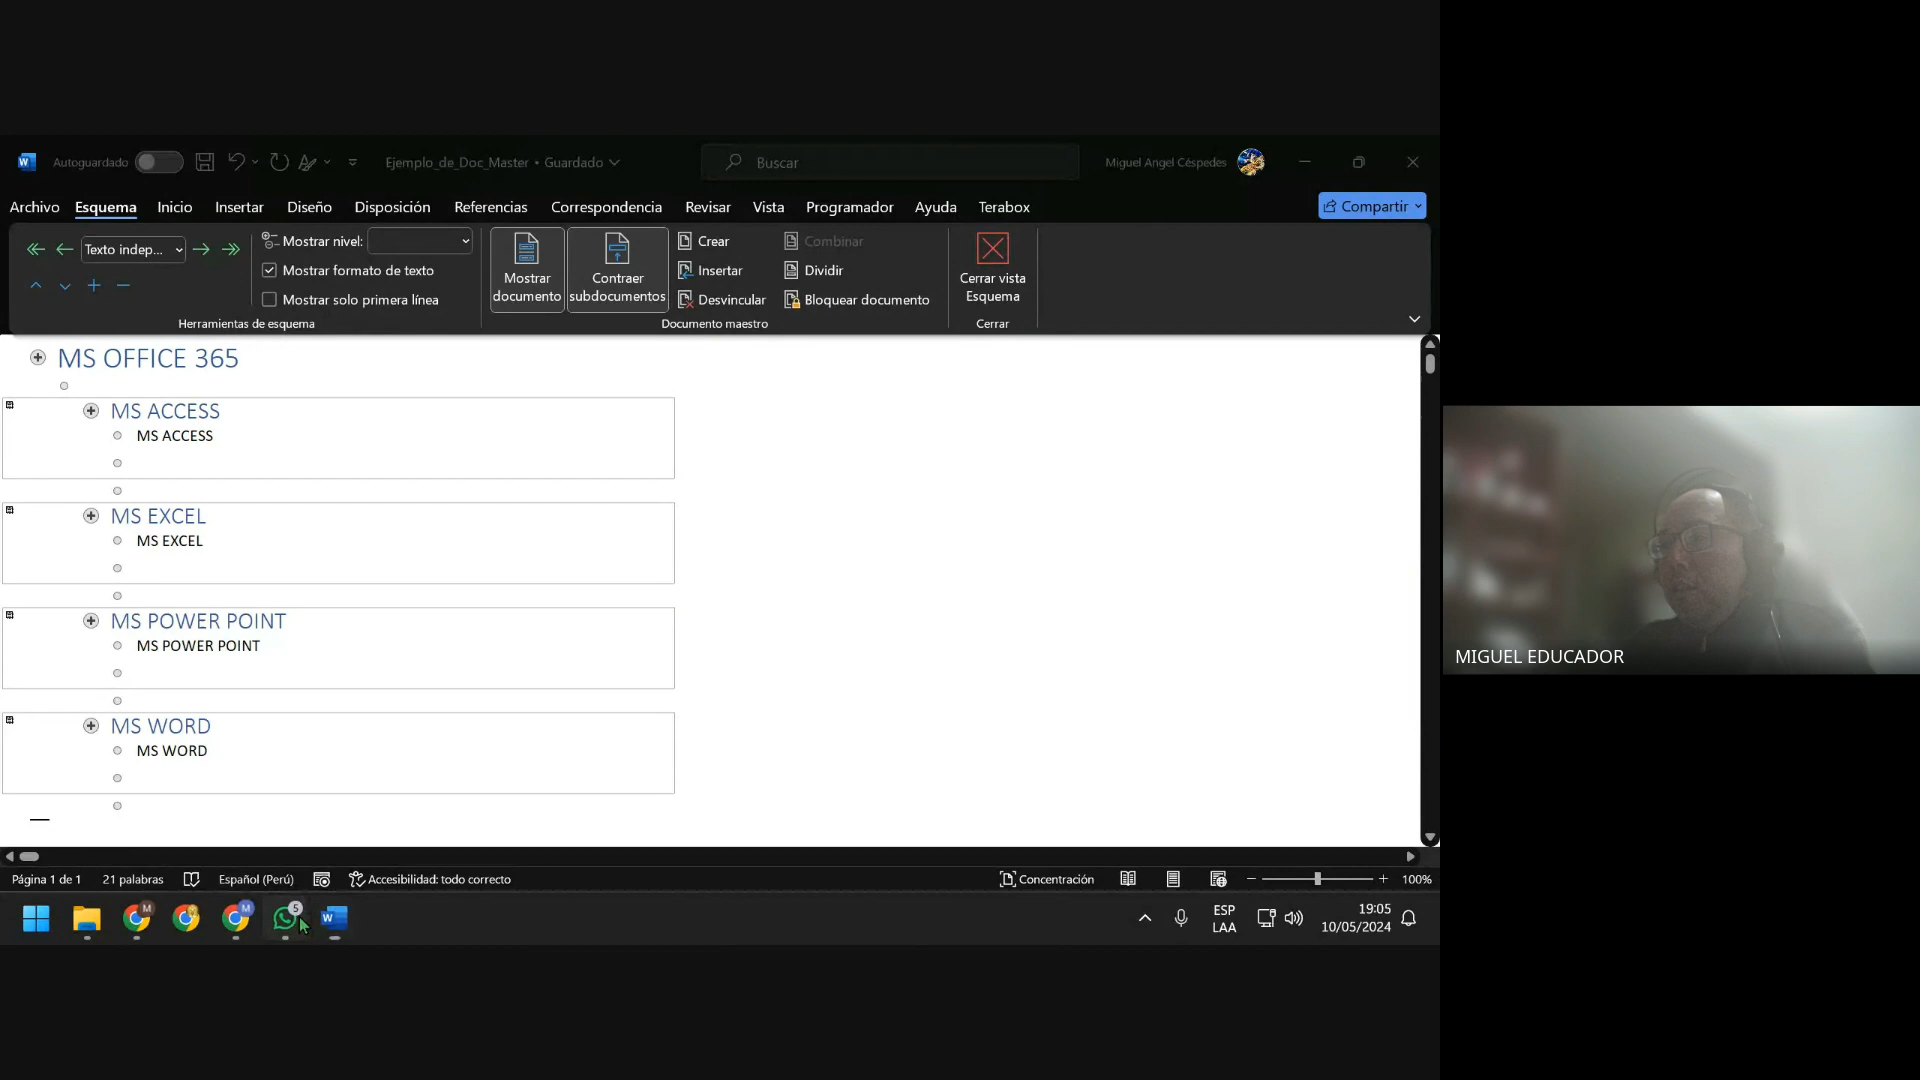 Autoguardado Ejemplo_de_Doc_Master • Guardado Buscar Miguel Angel Céspedes
Archivo Esquema Inicio Insertar Diseño Disposición Referencias Correspondencia Revisar Vista Programador Ayuda Terabox Compartir
Texto indep... Mostrar nivel:
Mostrar formato de texto
Mostrar solo primera línea
Herramientas de esquema
Mostrar documento
Contraer subdocumentos
Crear
Insertar
Desvincular
Combinar
Dividir
Bloquear documento
Documento maestro
Cerrar vista Esquema
Cerrar
MS OFFICE 365
MS ACCESS
MS ACCESS
MS EXCEL
MS EXCEL
MS POWER POINT
MS POWER POINT
MS WORD
MS WORD
Página 1 de 1 21 palabras Español (Perú) Accesibilidad: todo correcto Concentración 100%
M M 5 W
ESP
LAA
19:05
10/05/2024
MIGUEL EDUCADOR